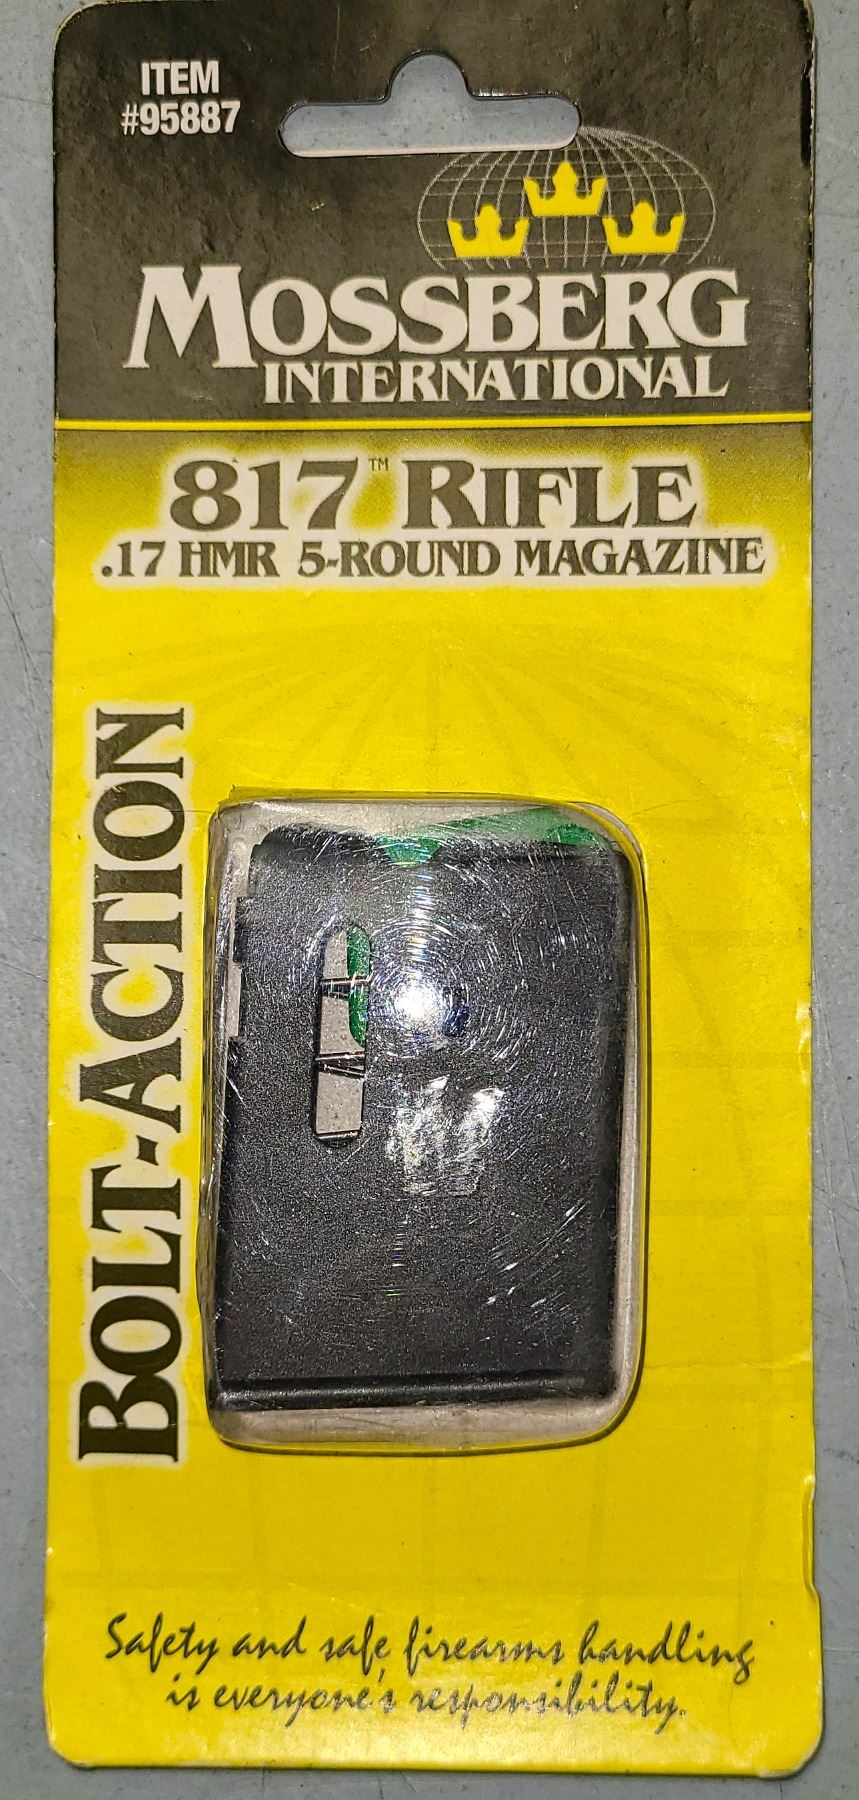 ITEM
#95887
MOSSBERG
INTERNATIONAL
817™ RIFLE
.17 HMR 5-ROUND MAGAZINE
BOLT-ACTION
Safety and safe firearms handling
is everyone's responsibility.